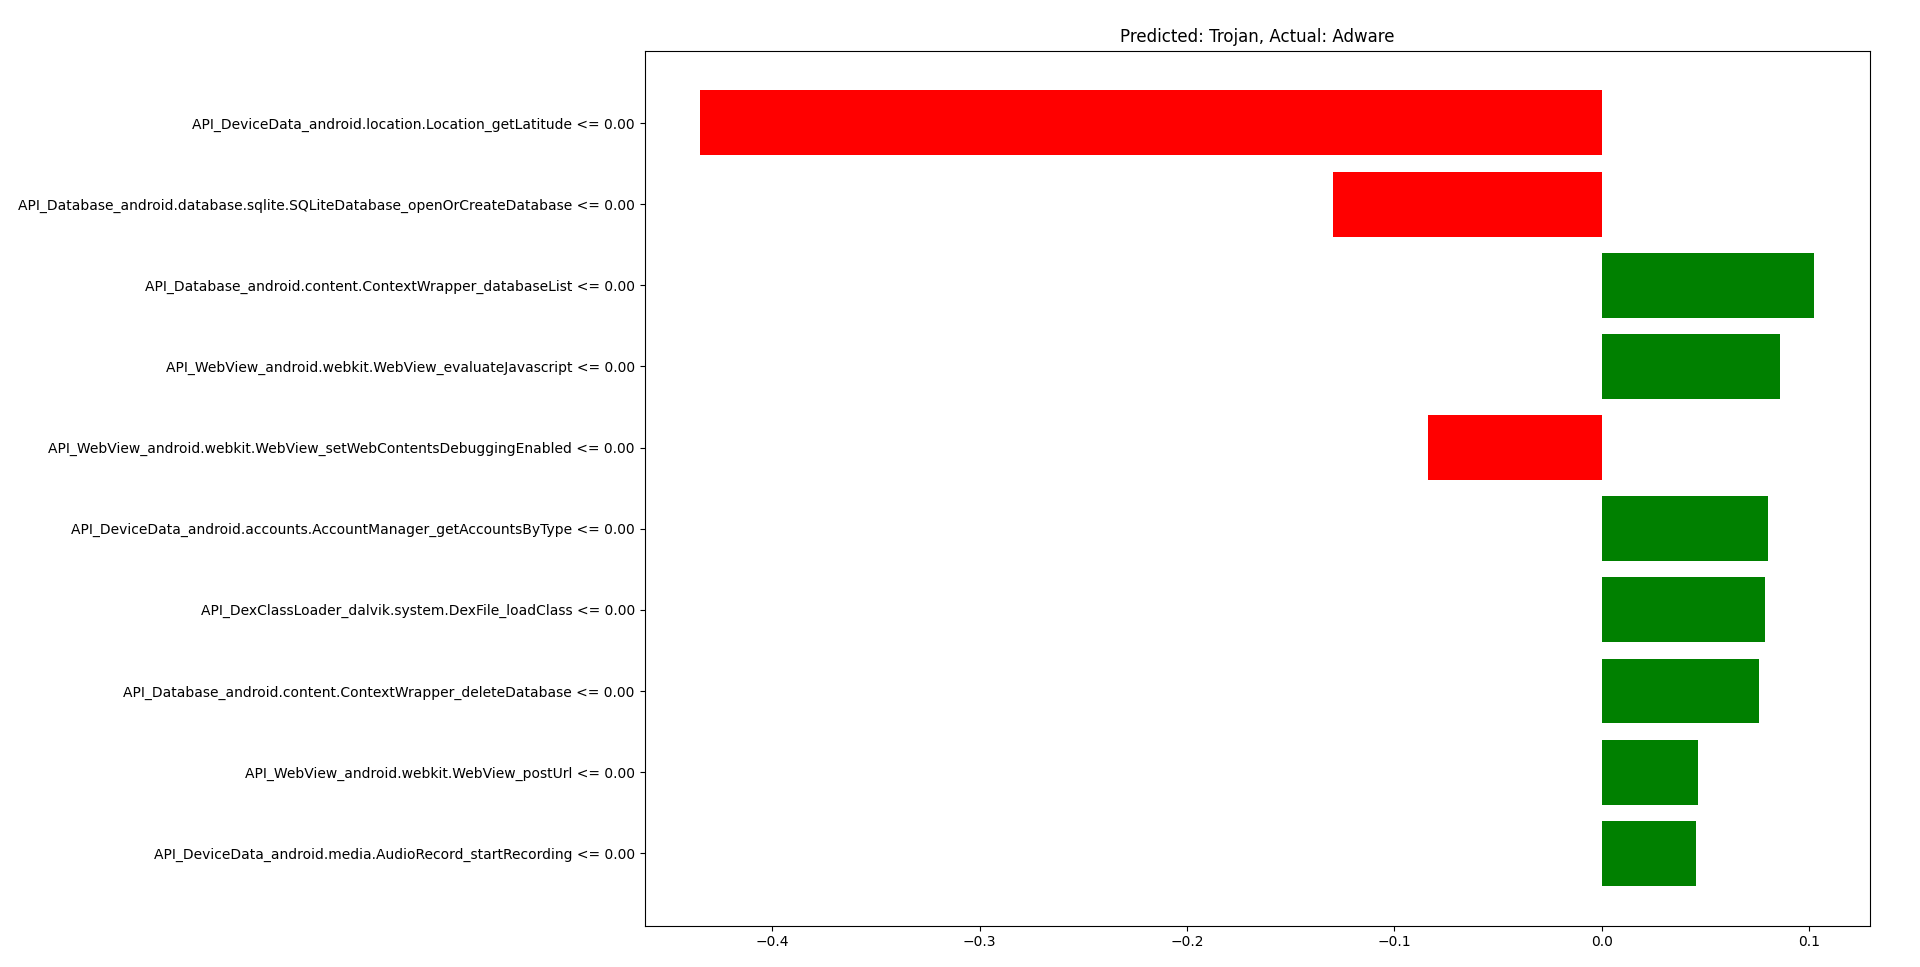 Predicted: Trojan, Actual: Adware
API_DeviceData_android.location.Location_getLatitude <= 0.00
API_Database_android.database.sqlite.SQLiteDatabase_openOrCreateDatabase <= 0.00
API_Database_android.content.ContextWrapper_databaseList <= 0.00
API_WebView_android.webkit.WebView_evaluateJavascript <= 0.00
API_WebView_android.webkit.WebView_setWebContentsDebuggingEnabled <= 0.00
API_DeviceData_android.accounts.AccountManager_getAccountsByType <= 0.00
API_DexClassLoader_dalvik.system.DexFile_loadClass <= 0.00
API_Database_android.content.ContextWrapper_deleteDatabase <= 0.00
API_WebView_android.webkit.WebView_postUrl <= 0.00
API_DeviceData_android.media.AudioRecord_startRecording <= 0.00
−0.4 −0.3 −0.2 −0.1 0.0 0.1